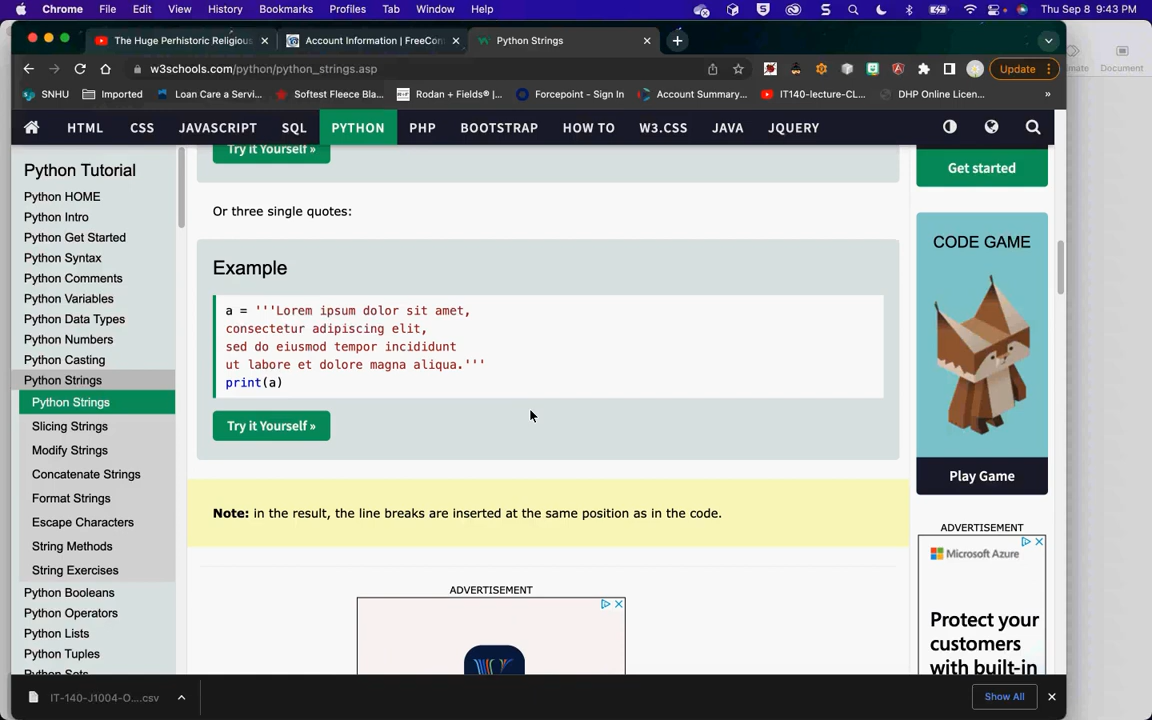 Chrome File Edit View History Bookmarks Profiles Tab Window Help Thu Sep 8 9:43 PM
The Huge Perhistoric Religious Account Information | FreeCon Python Strings
w3schools.com/python/python_strings.asp Update
SNHU Imported Loan Care a Servi... Softest Fleece Bla... Rodan + Fields® |... Forcepoint - Sign In Account Summary... IT140-lecture-CL... DHP Online Licen... »
HTML CSS JAVASCRIPT SQL PYTHON PHP BOOTSTRAP HOW TO W3.CSS JAVA JQUERY
Document
Python Tutorial
Python HOME
Python Intro
Python Get Started
Python Syntax
Python Comments
Python Variables
Python Data Types
Python Numbers
Python Casting
Python Strings
Python Strings
Slicing Strings
Modify Strings
Concatenate Strings
Format Strings
Escape Characters
String Methods
String Exercises
Python Booleans
Python Operators
Python Lists
Python Tuples
Try it Yourself »
Or three single quotes:
Example
a = '''Lorem ipsum dolor sit amet,
consectetur adipiscing elit,
sed do eiusmod tempor incididunt
ut labore et dolore magna aliqua.'''
print(a)
Try it Yourself »
Note: in the result, the line breaks are inserted at the same position as in the code.
ADVERTISEMENT
Get started
CODE GAME
Play Game
ADVERTISEMENT
Microsoft Azure
Protect your
customers
with built-in
IT-140-J1004-O....csv
Show All